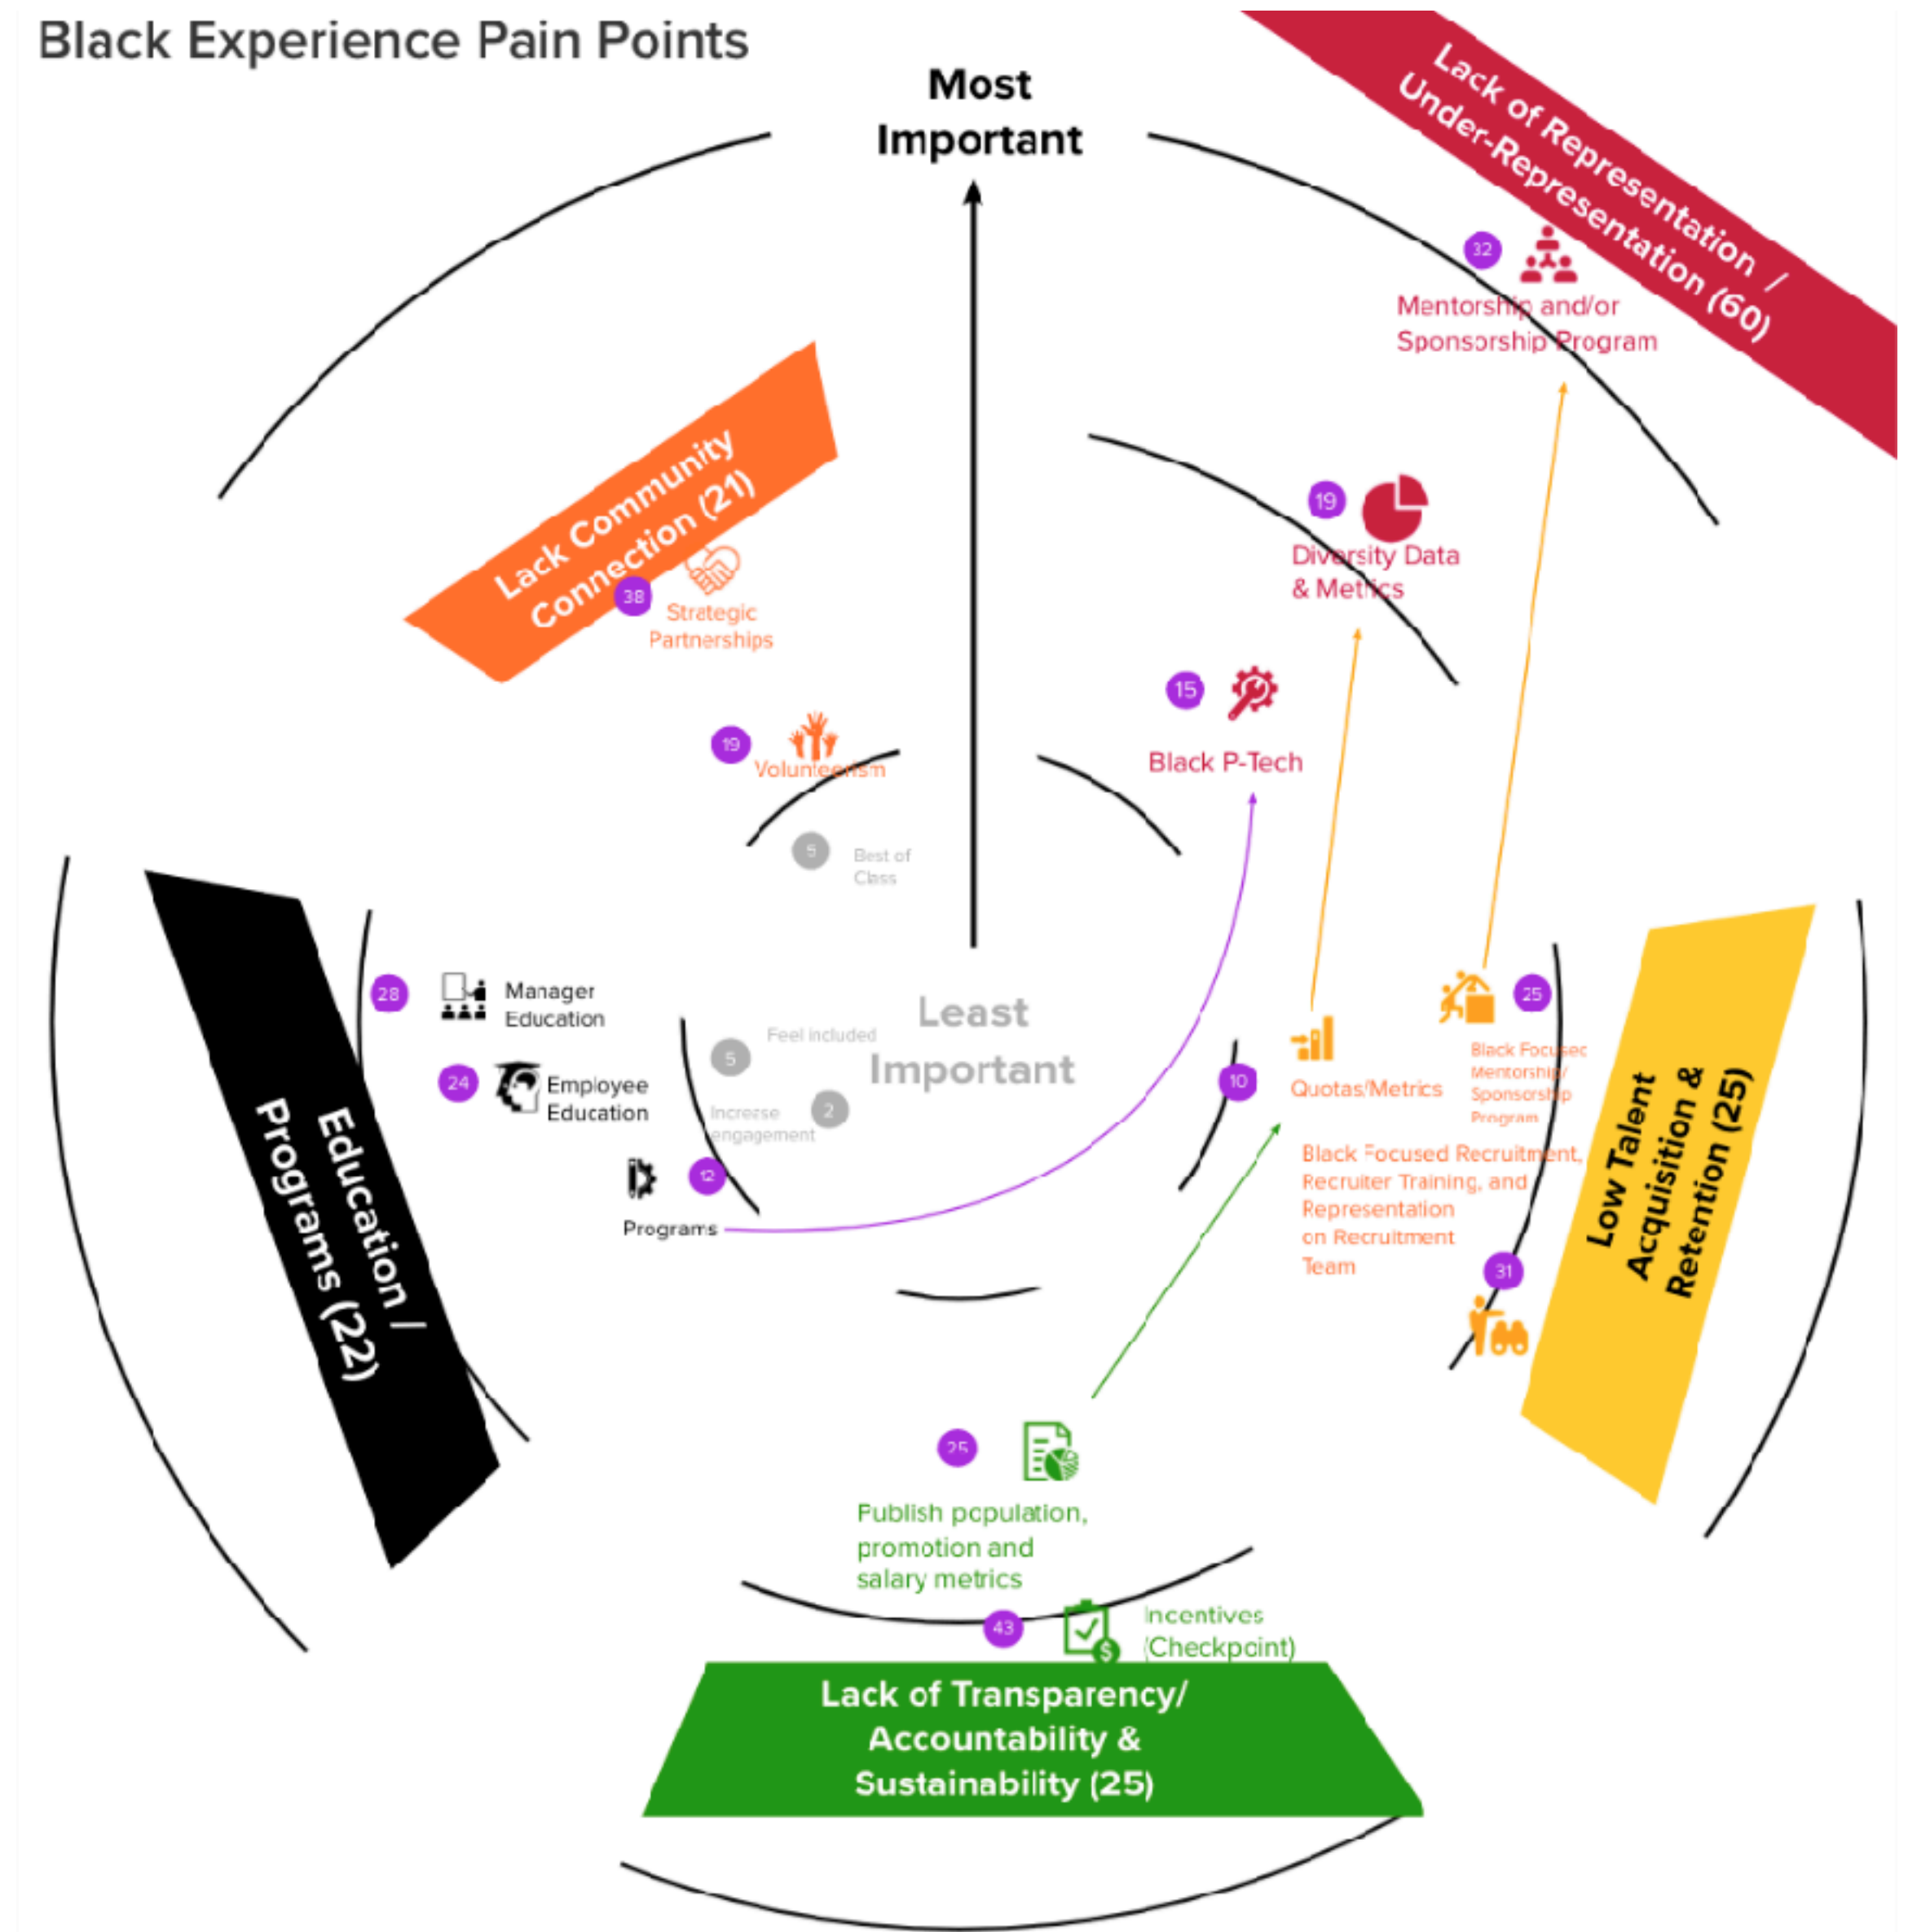 Black Experience Pain Points
Most
Important
Lack of Representation /
Under-Representation (60)
32
Mentorship and/or
Sponsorship Program
Lack Community
Connection (21)
38
Strategic
Partnerships
19
Diversity Data
& Metrics
15
Black P-Tech
19
Volunteerism
5
Best of
Class
Education /
Programs (22)
28
Manager
Education
24
Employee
Education
12
Programs
5
Feel included
Increase
engagement
2
Least
Important
10
Quotas/Metrics
25
Black Focused
Mentorship/
Sponsorship
Program
Black Focused Recruitment,
Recruiter Training, and
Representation
on Recruitment
Team
31
Low Talent
Acquisition &
Retention (25)
25
Publish population,
promotion and
salary metrics
43
Incentives
(Checkpoint)
$
Lack of Transparency/
Accountability &
Sustainability (25)